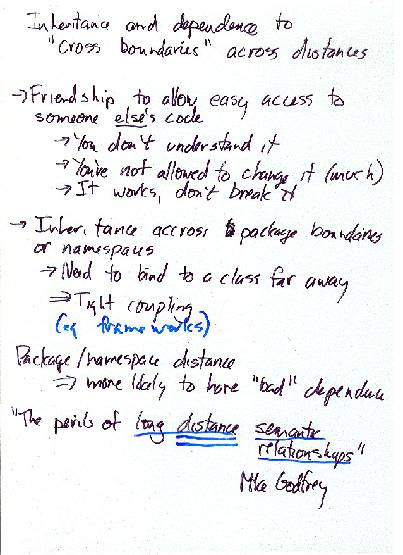 Inheritance and dependence to
"cross boundaries" across distances
→ Friendship to allow easy access to
someone else's code
→ You don't understand it
→ You've not allowed to change it (much)
→ It works, don't break it
→ Inheritance accross package boundaries
or namespaces
→ Need to bind to a class far away
⇒ Tight coupling
(eg frameworks)
Package/namespace distance
⇒ more likely to have "bad" dependence
"The perils of long distance semantic
relationships"
Mike Godfrey